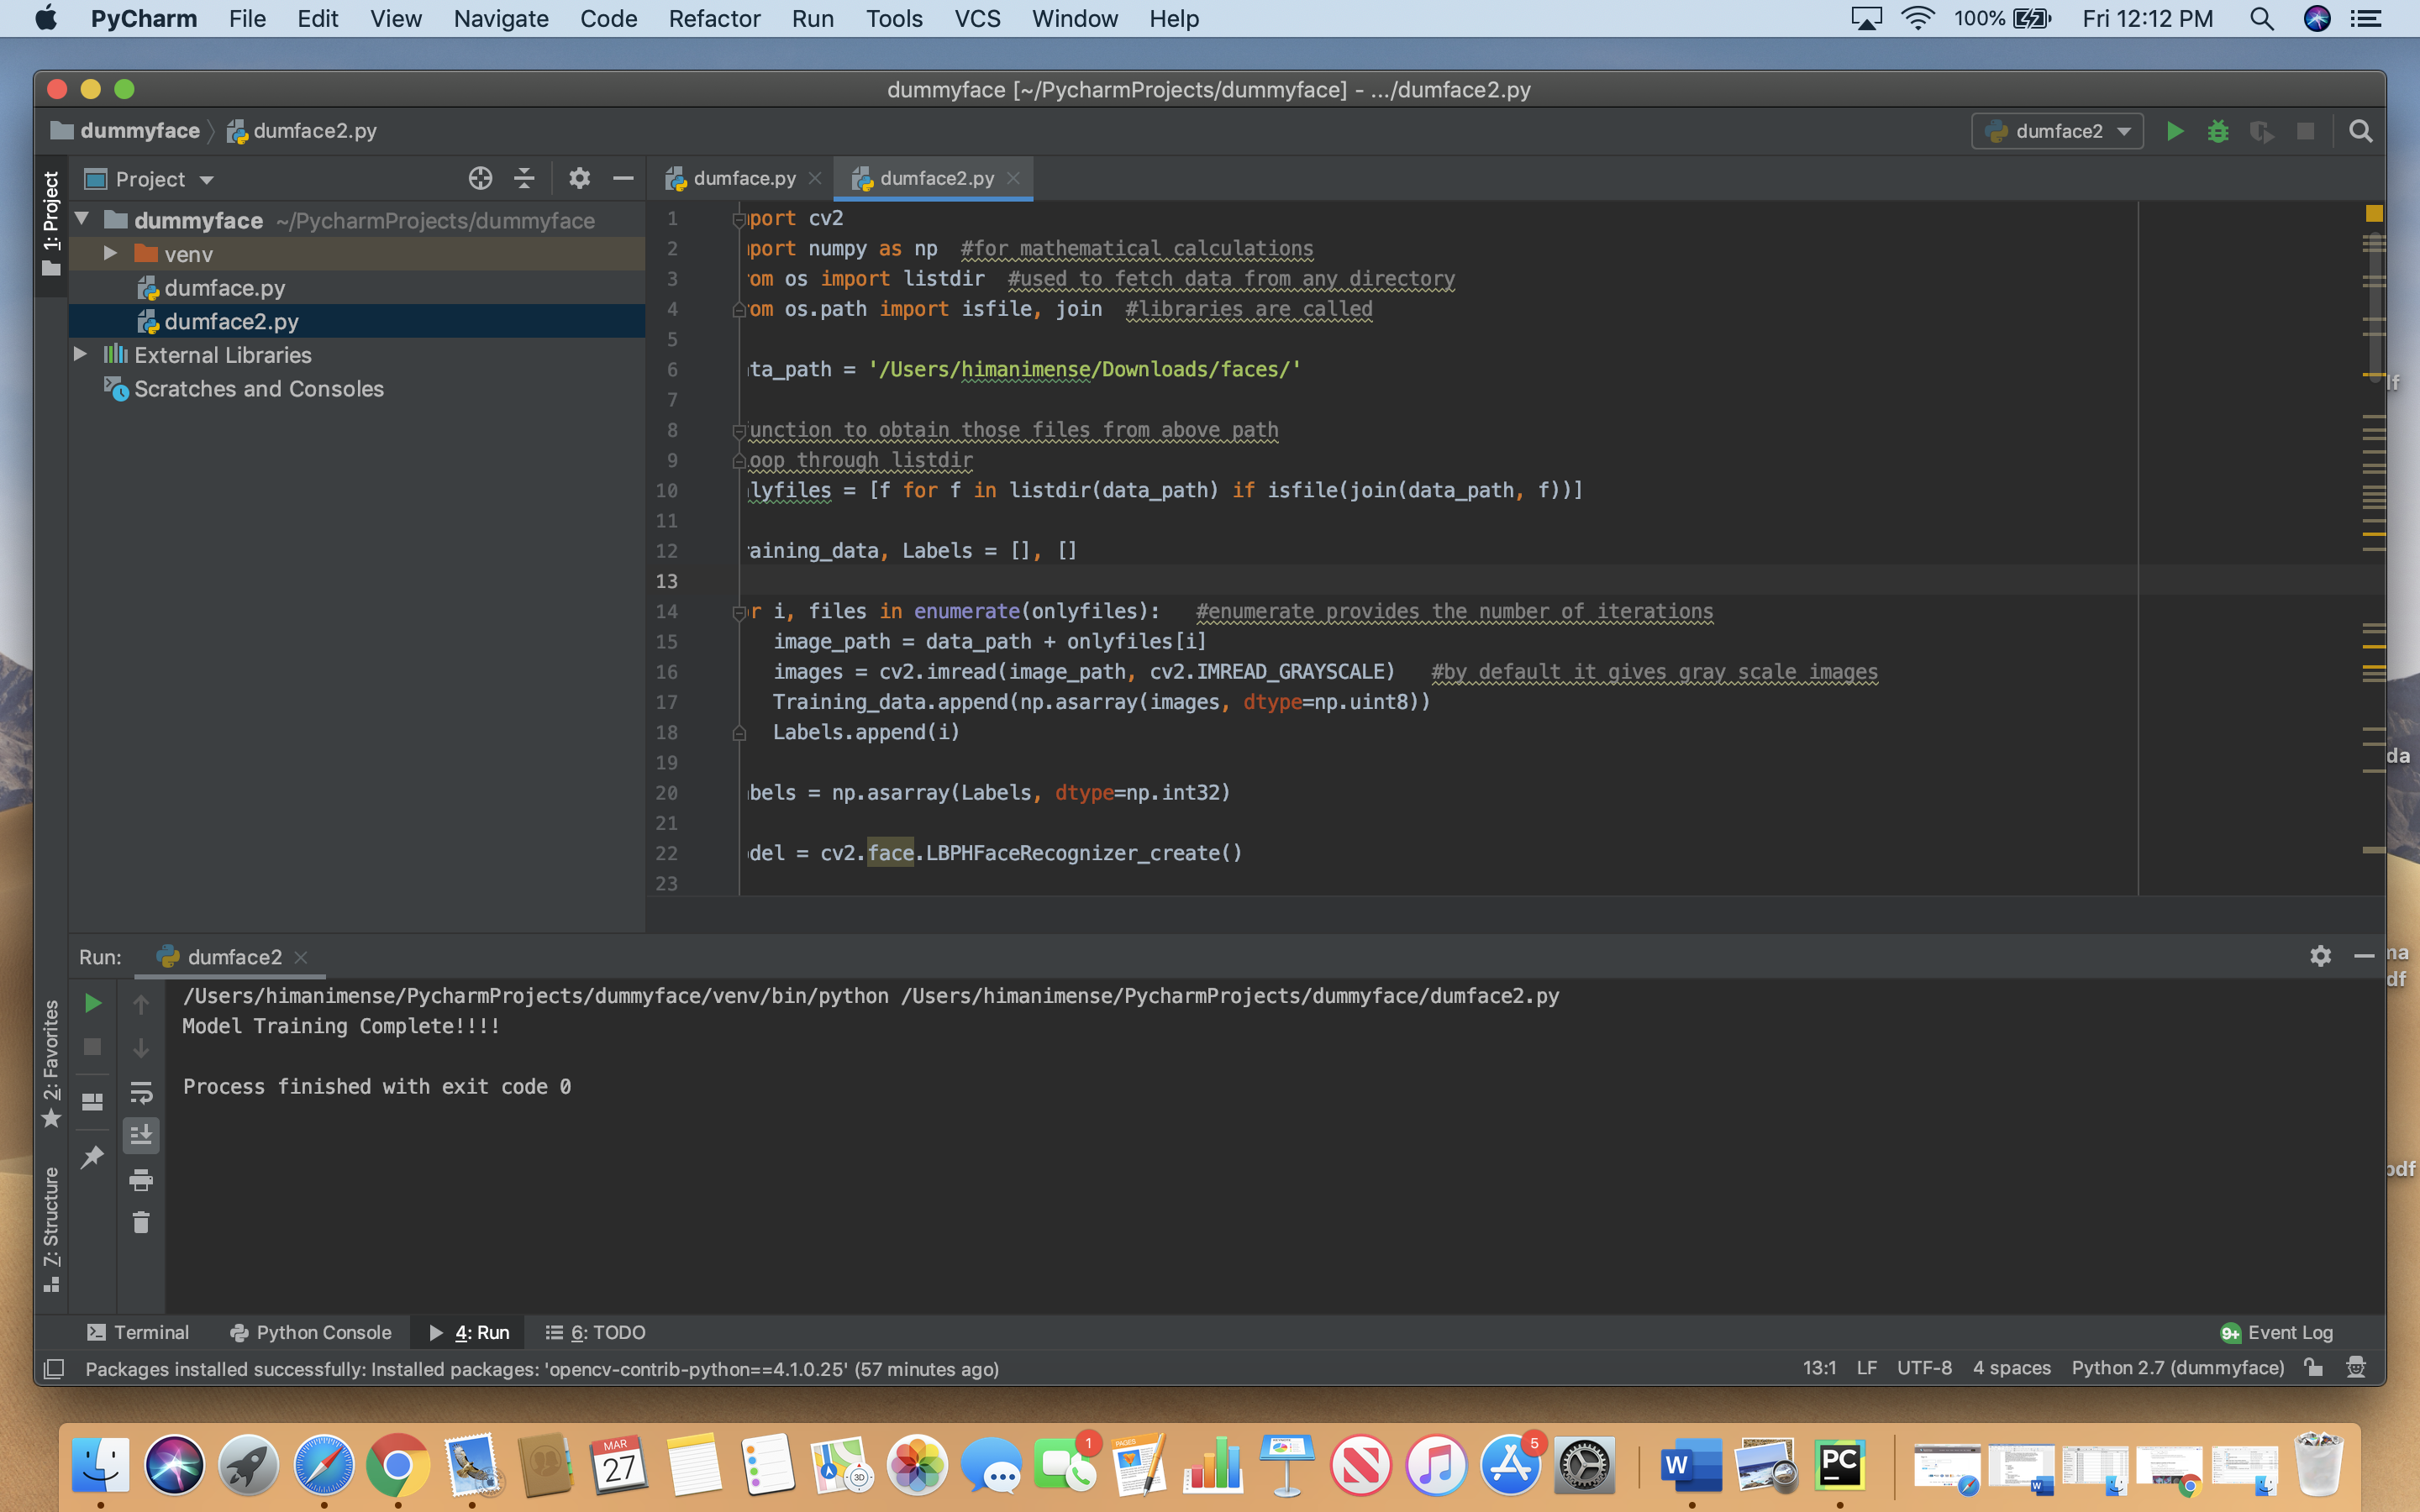 PyCharm File Edit View Navigate Code Refactor Run Tools VCS Window Help 100% Fri 12:12 PM
dummyface [~/PycharmProjects/dummyface] - .../dumface2.py
dummyface dumface2.py dumface2
1: Project
Project
dumface.py dumface2.py
dummyface ~/PycharmProjects/dummyface
venv
dumface.py
dumface2.py
External Libraries
Scratches and Consoles
1 port cv2
2 port numpy as np #for mathematical calculations
3 om os import listdir #used to fetch data from any directory
4 om os.path import isfile, join #libraries are called
5
6 ta_path = '/Users/himanimense/Downloads/faces/'
7
8 unction to obtain those files from above path
9 oop through listdir
10 lyfiles = [f for f in listdir(data_path) if isfile(join(data_path, f))]
11
12 aining_data, Labels = [], []
13
14 r i, files in enumerate(onlyfiles): #enumerate provides the number of iterations
15 image_path = data_path + onlyfiles[i]
16 images = cv2.imread(image_path, cv2.IMREAD_GRAYSCALE) #by default it gives gray scale images
17 Training_data.append(np.asarray(images, dtype=np.uint8))
18 Labels.append(i)
19
20 bels = np.asarray(Labels, dtype=np.int32)
21
22 del = cv2.face.LBPHFaceRecognizer_create()
23
lf
da
ma
df
pdf
Run: dumface2
/Users/himanimense/PycharmProjects/dummyface/venv/bin/python /Users/himanimense/PycharmProjects/dummyface/dumface2.py
Model Training Complete!!!!
Process finished with exit code 0
2: Favorites
Z: Structure
Terminal Python Console 4: Run 6: TODO 9+ Event Log
Packages installed successfully: Installed packages: 'opencv-contrib-python==4.1.0.25' (57 minutes ago) 13:1 LF UTF-8 4 spaces Python 2.7 (dummyface)
MAR
27
3D
1
PAGES
5
W
PC